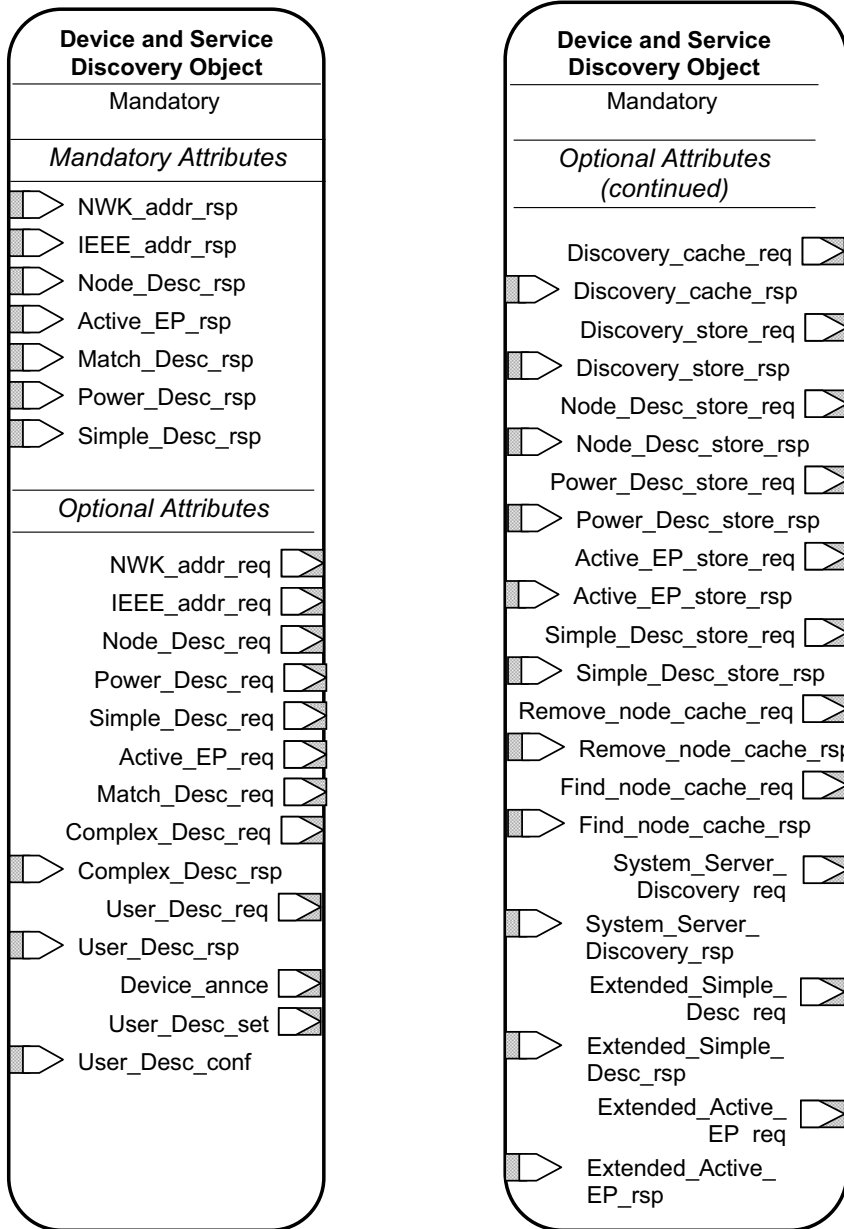 Device and Service
Discovery Object
Mandatory
Mandatory Attributes
NWK_addr_rsp
IEEE_addr_rsp
Node_Desc_rsp
Active_EP_rsp
Match_Desc_rsp
Power_Desc_rsp
Simple_Desc_rsp
Optional Attributes
NWK_addr_req
IEEE_addr_req
Node_Desc_req
Power_Desc_req
Simple_Desc_req
Active_EP_req
Match_Desc_req
Complex_Desc_req
Complex_Desc_rsp
User_Desc_req
User_Desc_rsp
Device_annce
User_Desc_set
User_Desc_conf
Device and Service
Discovery Object
Mandatory
Optional Attributes
(continued)
Discovery_cache_req
Discovery_cache_rsp
Discovery_store_req
Discovery_store_rsp
Node_Desc_store_req
Node_Desc_store_rsp
Power_Desc_store_req
Power_Desc_store_rsp
Active_EP_store_req
Active_EP_store_rsp
Simple_Desc_store_req
Simple_Desc_store_rsp
Remove_node_cache_req
Remove_node_cache_rsp
Find_node_cache_req
Find_node_cache_rsp
System_Server_
Discovery req
System_Server_
Discovery_rsp
Extended_Simple_
Desc req
Extended_Simple_
Desc_rsp
Extended_Active_
EP req
Extended_Active_
EP_rsp